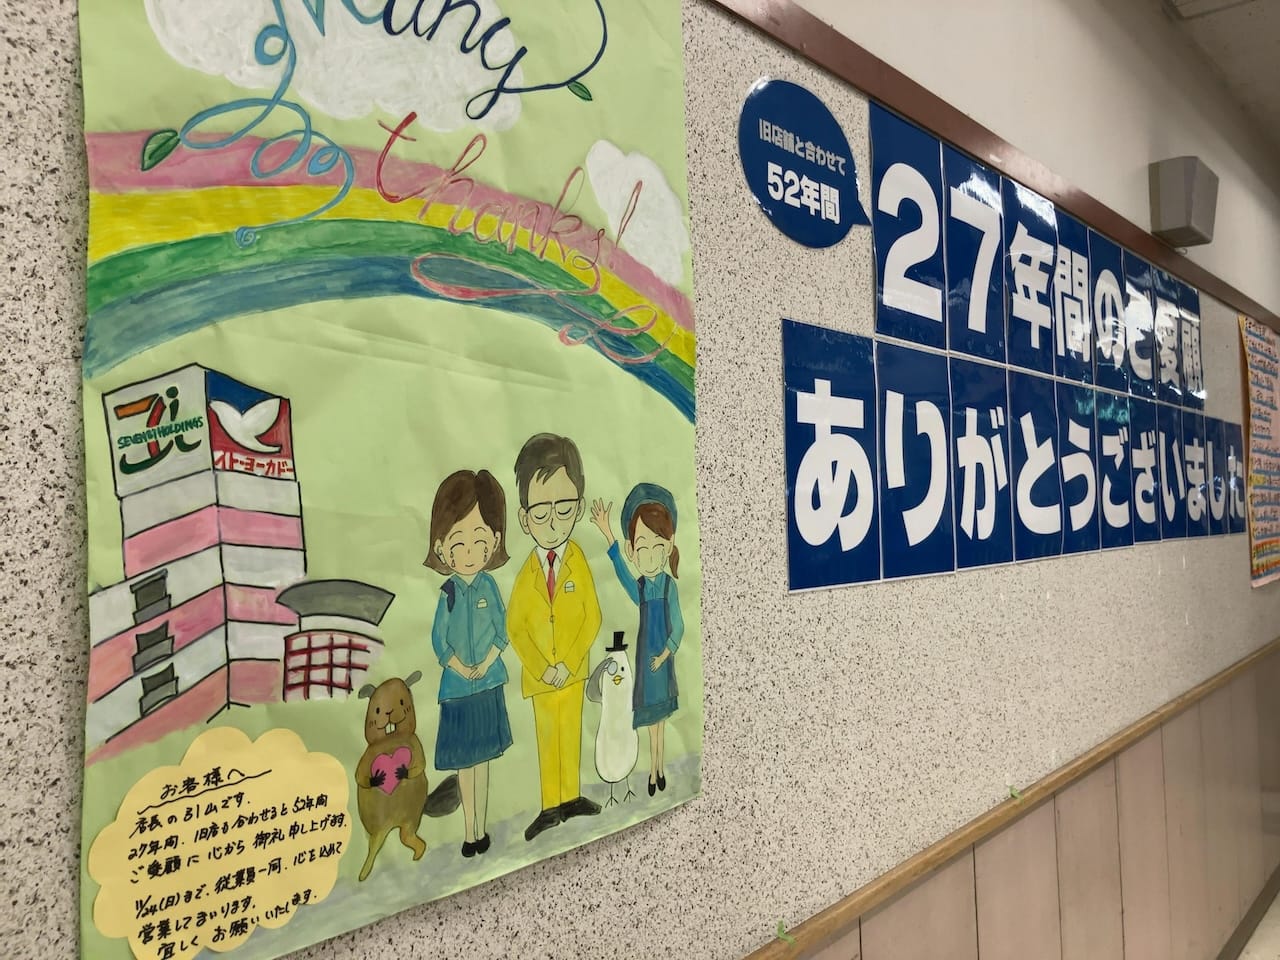 Many
thanks!
旧店舗と合わせて
52年間
27年間のご愛顧
ありがとうございました
SEVEN&I HOLDINGS
イトーヨーカドー
お客様へ
店長の引山です。
27年間、旧店も合わせると52年間
ご愛顧に心から御礼申し上げます。
11/24(日)まで、従業員一同、心を込めて
営業してまいります。
宜しくお願いいたします。